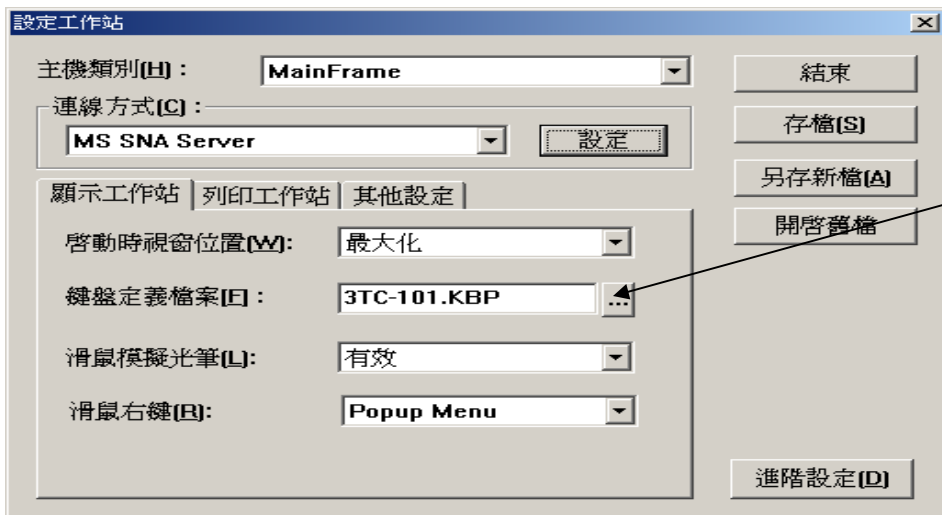 設定工作站
主機類別(H)： MainFrame
結束
連線方式(C)：
MS SNA Server 設定
存檔(S)
另存新檔(A)
顯示工作站 列印工作站 其他設定
開啓舊檔
啓動時視窗位置(W): 最大化
鍵盤定義檔案(F)： 3TC-101.KBP ...
滑鼠模擬光筆(L): 有效
滑鼠右鍵(R): Popup Menu
進階設定(D)